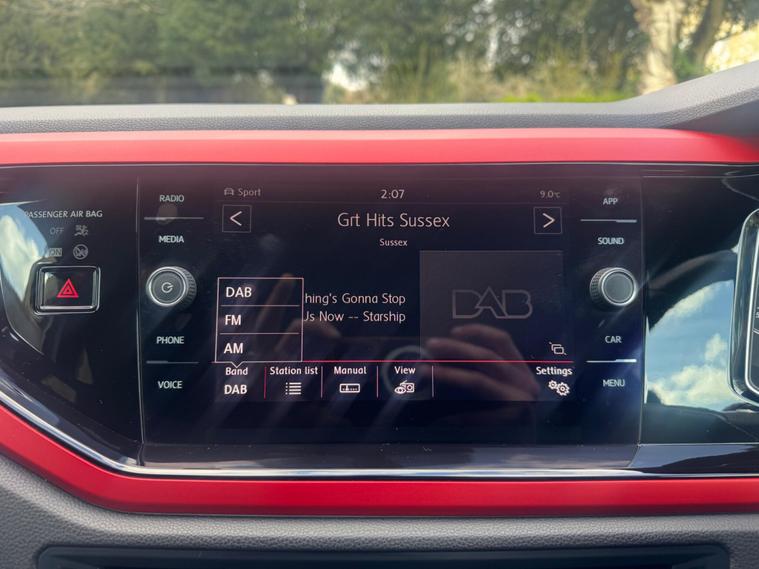 PASSENGER AIR BAG
OFF
ON
RADIO
MEDIA
PHONE
VOICE
Sport
2:07
9.0°C
Grt Hits Sussex
Sussex
DAB
FM
AM
hing's Gonna Stop
Us Now -- Starship
DAB
Band
DAB
Station list
Manual
View
Settings
APP
SOUND
CAR
MENU